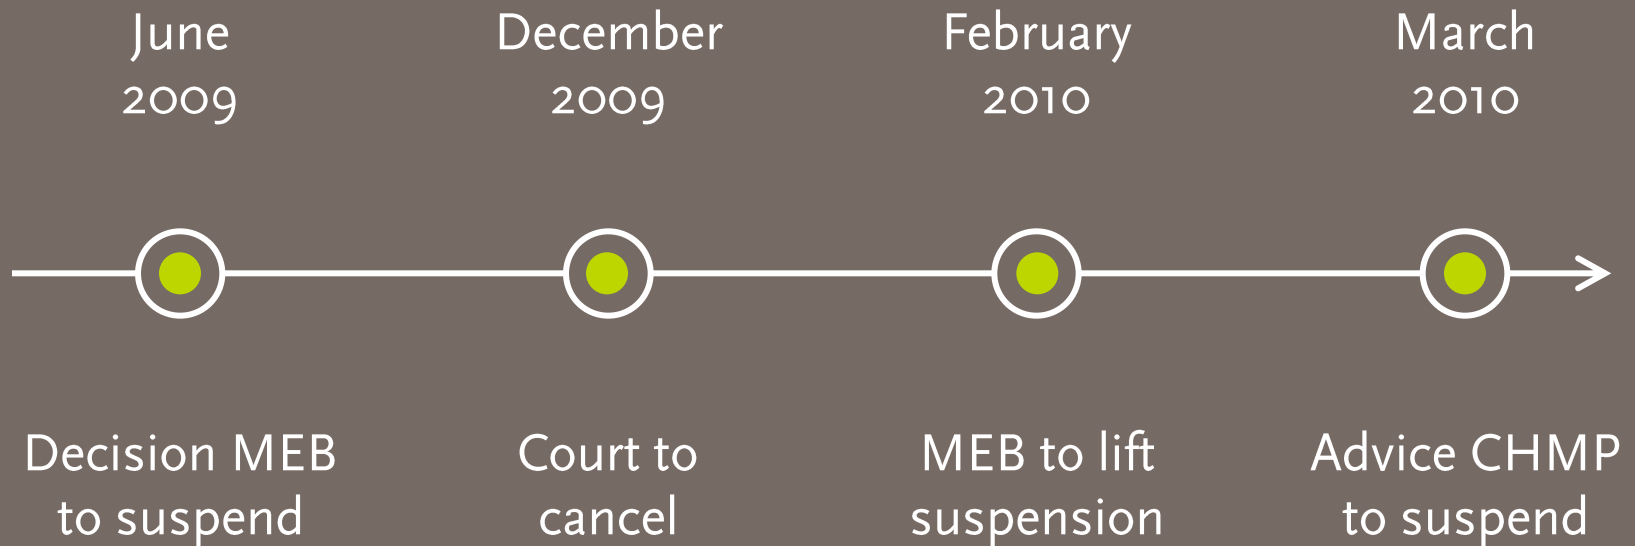 June
2009
December
2009
February
2010
March
2010
Decision MEB
to suspend
Court to
cancel
MEB to lift
suspension
Advice CHMP
to suspend